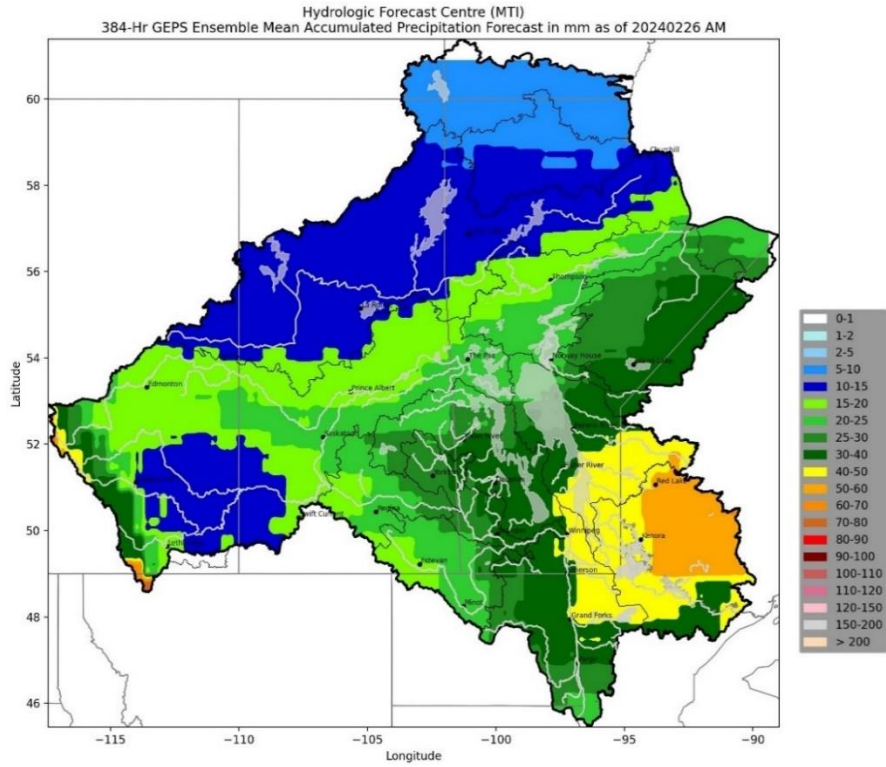 Hydrologic Forecast Centre (MTI)
384-Hr GEPS Ensemble Mean Accumulated Precipitation Forecast in mm as of 20240226 AM
60
58
56
54
52
50
48
46
Latitude
Churchill
Thompson
The Pas
Norway House
Edmonton
Prince Albert
Saskatoon
River
Red Lake
Swift Current
Regina
Winnipeg
Kenora
Estevan
Emerson
Minot
Grand Forks
−115
−110
−105
−100
−95
−90
Longitude
0-1
1-2
2-5
5-10
10-15
15-20
20-25
25-30
30-40
40-50
50-60
60-70
70-80
80-90
90-100
100-110
110-120
120-150
150-200
> 200